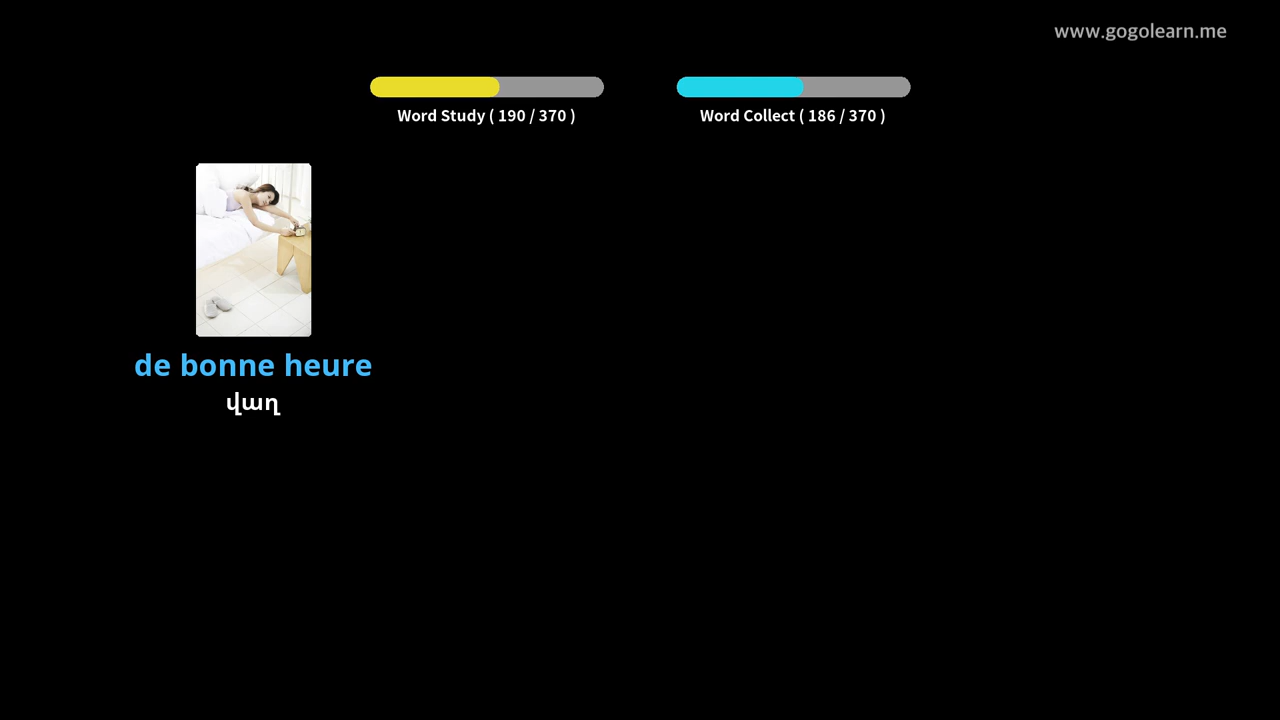 www.gogolearn.me
Word Study ( 190 / 370 )
Word Collect ( 186 / 370 )
de bonne heure
վաղ